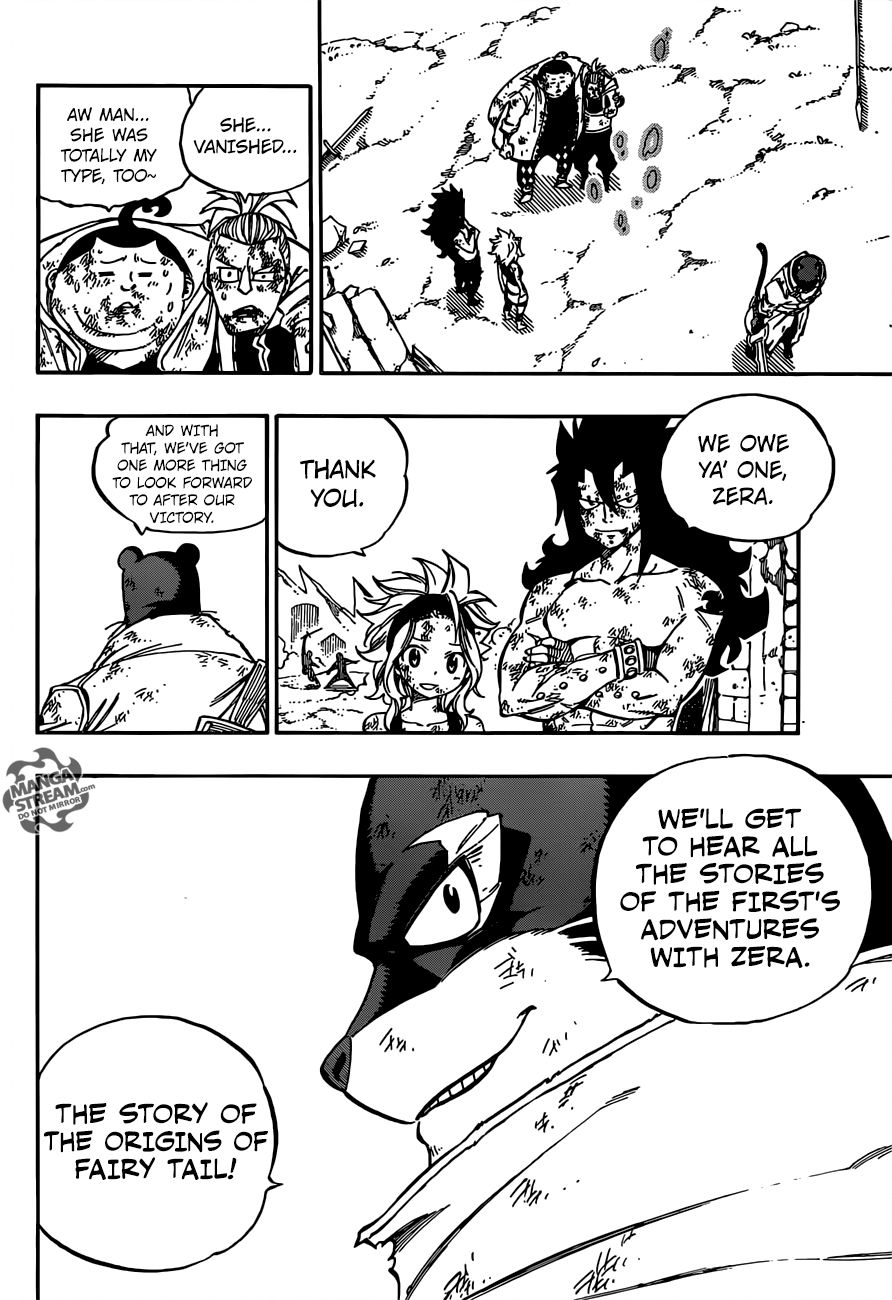 SHE...
VANISHED...
AW MAN...
SHE WAS
TOTALLY MY
TYPE, TOO~
WE OWE
YA' ONE,
ZERA.
THANK
YOU.
AND WITH
THAT, WE'VE GOT
ONE MORE THING
TO LOOK FORWARD
TO AFTER OUR
VICTORY.
WE'LL GET
TO HEAR ALL
THE STORIES
OF THE FIRST'S
ADVENTURES
WITH ZERA.
THE STORY OF
THE ORIGINS OF
FAIRY TAIL!
MANGA
STREAM.com
DO NOT MIRROR